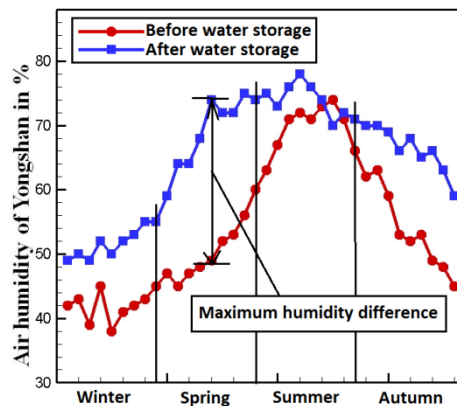 Before water storage
After water storage
Air humidity of Yongshan in %
80
70
60
50
40
30
Maximum humidity difference
Winter Spring Summer Autumn